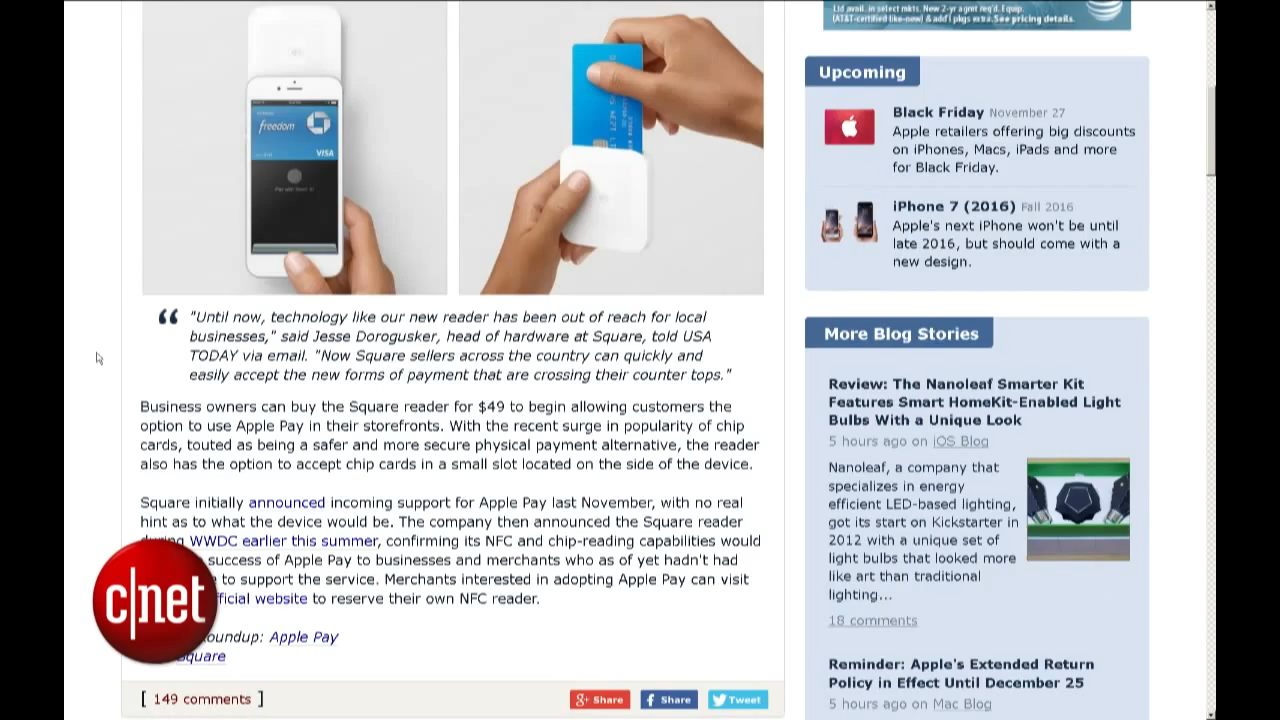 freedom
VISA
"Until now, technology like our new reader has been out of reach for local
businesses," said Jesse Dorogusker, head of hardware at Square, told USA
TODAY via email. "Now Square sellers across the country can quickly and
easily accept the new forms of payment that are crossing their counter tops."
Business owners can buy the Square reader for $49 to begin allowing customers the
option to use Apple Pay in their storefronts. With the recent surge in popularity of chip
cards, touted as being a safer and more secure physical payment alternative, the reader
also has the option to accept chip cards in a small slot located on the side of the device.
Square initially announced incoming support for Apple Pay last November, with no real
hint as to what the device would be. The company then announced the Square reader
WWDC earlier this summer, confirming its NFC and chip-reading capabilities would
success of Apple Pay to businesses and merchants who as of yet hadn't had
to support the service. Merchants interested in adopting Apple Pay can visit
website to reserve their own NFC reader.
Apple Pay
c|net
[ 149 comments ]
g+ Share
f Share
Tweet
Ltd avail. in select mkts. New 2-yr agmt req'd. Equip.
(AT&T-certified like-new) & add'l pkgs extra. See pricing details.
Upcoming
Black Friday November 27
Apple retailers offering big discounts
on iPhones, Macs, iPads and more
for Black Friday.
iPhone 7 (2016) Fall 2016
Apple's next iPhone won't be until
late 2016, but should come with a
new design.
More Blog Stories
Review: The Nanoleaf Smarter Kit
Features Smart HomeKit-Enabled Light
Bulbs With a Unique Look
5 hours ago on iOS Blog
Nanoleaf, a company that
specializes in energy
efficient LED-based lighting,
got its start on Kickstarter in
2012 with a unique set of
light bulbs that looked more
like art than traditional
lighting...
18 comments
Reminder: Apple's Extended Return
Policy in Effect Until December 25
5 hours ago on Mac Blog